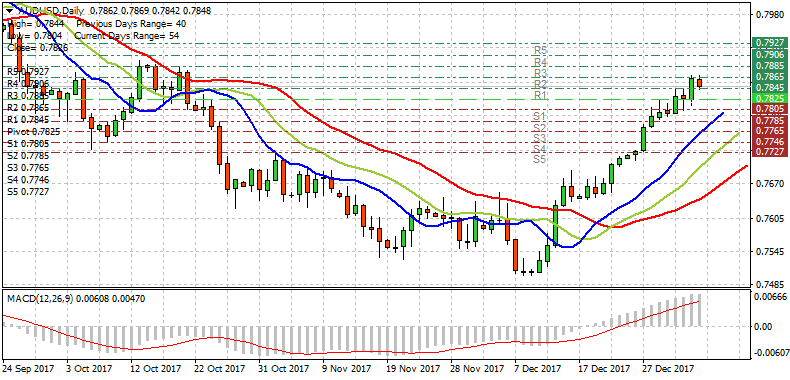 AUDUSD,Daily 0.7862 0.7869 0.7842 0.7848
High= 0.7844 Previous Days Range= 40
Low= 0.7804 Current Days Range= 54
Close= 0.7826
R5 0.7927
R4 0.7906
R3 0.7885
R2 0.7865
R1 0.7845
Pivot 0.7825
S1 0.7805
S2 0.7785
S3 0.7765
S4 0.7746
S5 0.7727
R5
R4
R3
R2
R1
S1
S2
S3
S4
S5
0.7980
0.7927
0.7906
0.7885
0.7865
0.7845
0.7825
0.7805
0.7785
0.7765
0.7746
0.7727
0.7670
0.7605
0.7545
0.7485
MACD(12,26,9) 0.00608 0.00470
0.00666
0.00
-0.00607
24 Sep 2017 3 Oct 2017 12 Oct 2017 22 Oct 2017 31 Oct 2017 9 Nov 2017 19 Nov 2017 28 Nov 2017 7 Dec 2017 17 Dec 2017 27 Dec 2017